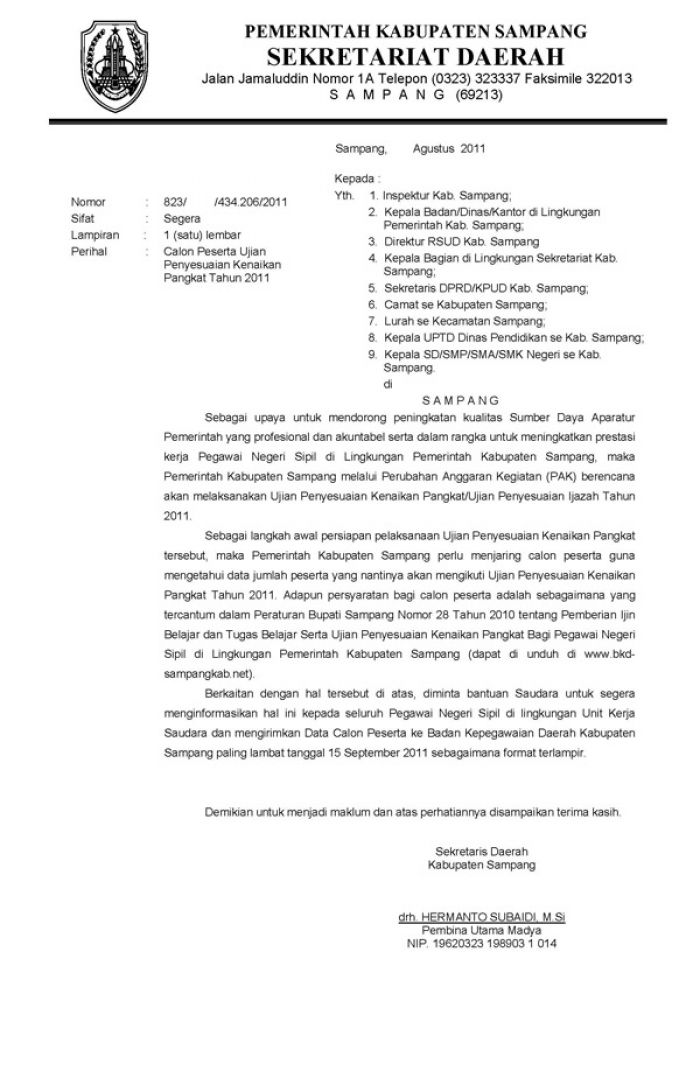 PEMERINTAH KABUPATEN SAMPANG
SEKRETARIAT DAERAH
Jalan Jamaluddin Nomor 1A Telepon (0323) 323337 Faksimile 322013
S A M P A N G (69213)
Sampang, Agustus 2011
Kepada :
Yth. 1. Inspektur Kab. Sampang;
2. Kepala Badan/Dinas/Kantor di Lingkungan
Pemerintah Kab. Sampang;
3. Direktur RSUD Kab. Sampang
4. Kepala Bagian di Lingkungan Sekretariat Kab.
Sampang;
5. Sekretaris DPRD/KPUD Kab. Sampang;
6. Camat se Kabupaten Sampang;
7. Lurah se Kecamatan Sampang;
8. Kepala UPTD Dinas Pendidikan se Kab. Sampang;
9. Kepala SD/SMP/SMA/SMK Negeri se Kab.
Sampang.
di
S A M P A N G
Nomor : 823/ /434.206/2011
Sifat : Segera
Lampiran : 1 (satu) lembar
Perihal : Calon Peserta Ujian
Penyesuaian Kenaikan
Pangkat Tahun 2011
Sebagai upaya untuk mendorong peningkatan kualitas Sumber Daya Aparatur
Pemerintah yang profesional dan akuntabel serta dalam rangka untuk meningkatkan prestasi
kerja Pegawai Negeri Sipil di Lingkungan Pemerintah Kabupaten Sampang, maka
Pemerintah Kabupaten Sampang melalui Perubahan Anggaran Kegiatan (PAK) berencana
akan melaksanakan Ujian Penyesuaian Kenaikan Pangkat/Ujian Penyesuaian Ijazah Tahun
2011.
Sebagai langkah awal persiapan pelaksanaan Ujian Penyesuaian Kenaikan Pangkat
tersebut, maka Pemerintah Kabupaten Sampang perlu menjaring calon peserta guna
mengetahui data jumlah peserta yang nantinya akan mengikuti Ujian Penyesuaian Kenaikan
Pangkat Tahun 2011. Adapun persyaratan bagi calon peserta adalah sebagaimana yang
tercantum dalam Peraturan Bupati Sampang Nomor 28 Tahun 2010 tentang Pemberian Ijin
Belajar dan Tugas Belajar Serta Ujian Penyesuaian Kenaikan Pangkat Bagi Pegawai Negeri
Sipil di Lingkungan Pemerintah Kabupaten Sampang (dapat di unduh di www.bkd-
sampangkab.net).
Berkaitan dengan hal tersebut di atas, diminta bantuan Saudara untuk segera
menginformasikan hal ini kepada seluruh Pegawai Negeri Sipil di lingkungan Unit Kerja
Saudara dan mengirimkan Data Calon Peserta ke Badan Kepegawaian Daerah Kabupaten
Sampang paling lambat tanggal 15 September 2011 sebagaimana format terlampir.
Demikian untuk menjadi maklum dan atas perhatiannya disampaikan terima kasih.
Sekretaris Daerah
Kabupaten Sampang
drh. HERMANTO SUBAIDI, M.Si
Pembina Utama Madya
NIP. 19620323 198903 1 014